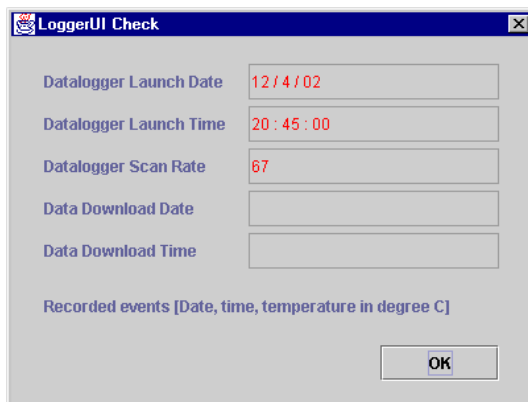 LoggerUI Check
Datalogger Launch Date 12 / 4 / 02
Datalogger Launch Time 20 : 45 : 00
Datalogger Scan Rate 67
Data Download Date
Data Download Time
Recorded events [Date, time, temperature in degree C]
OK